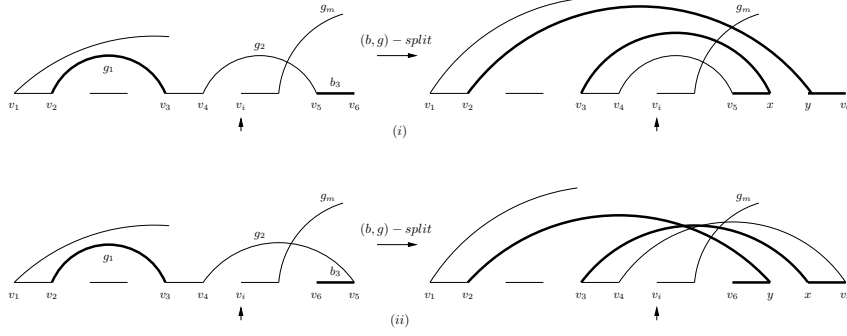 g_m
g_2
g_1
b_3
v_1 v_2 v_3 v_4 v_i v_5 v_6
(b, g) − split
g_m
v_1 v_2 v_3 v_4 v_i v_5 x y
(i)
g_m
g_2
g_1
b_3
v_1 v_2 v_3 v_4 v_i v_6 v_5
(b, g) − split
g_m
v_1 v_2 v_3 v_4 v_i v_6 y x
(ii)